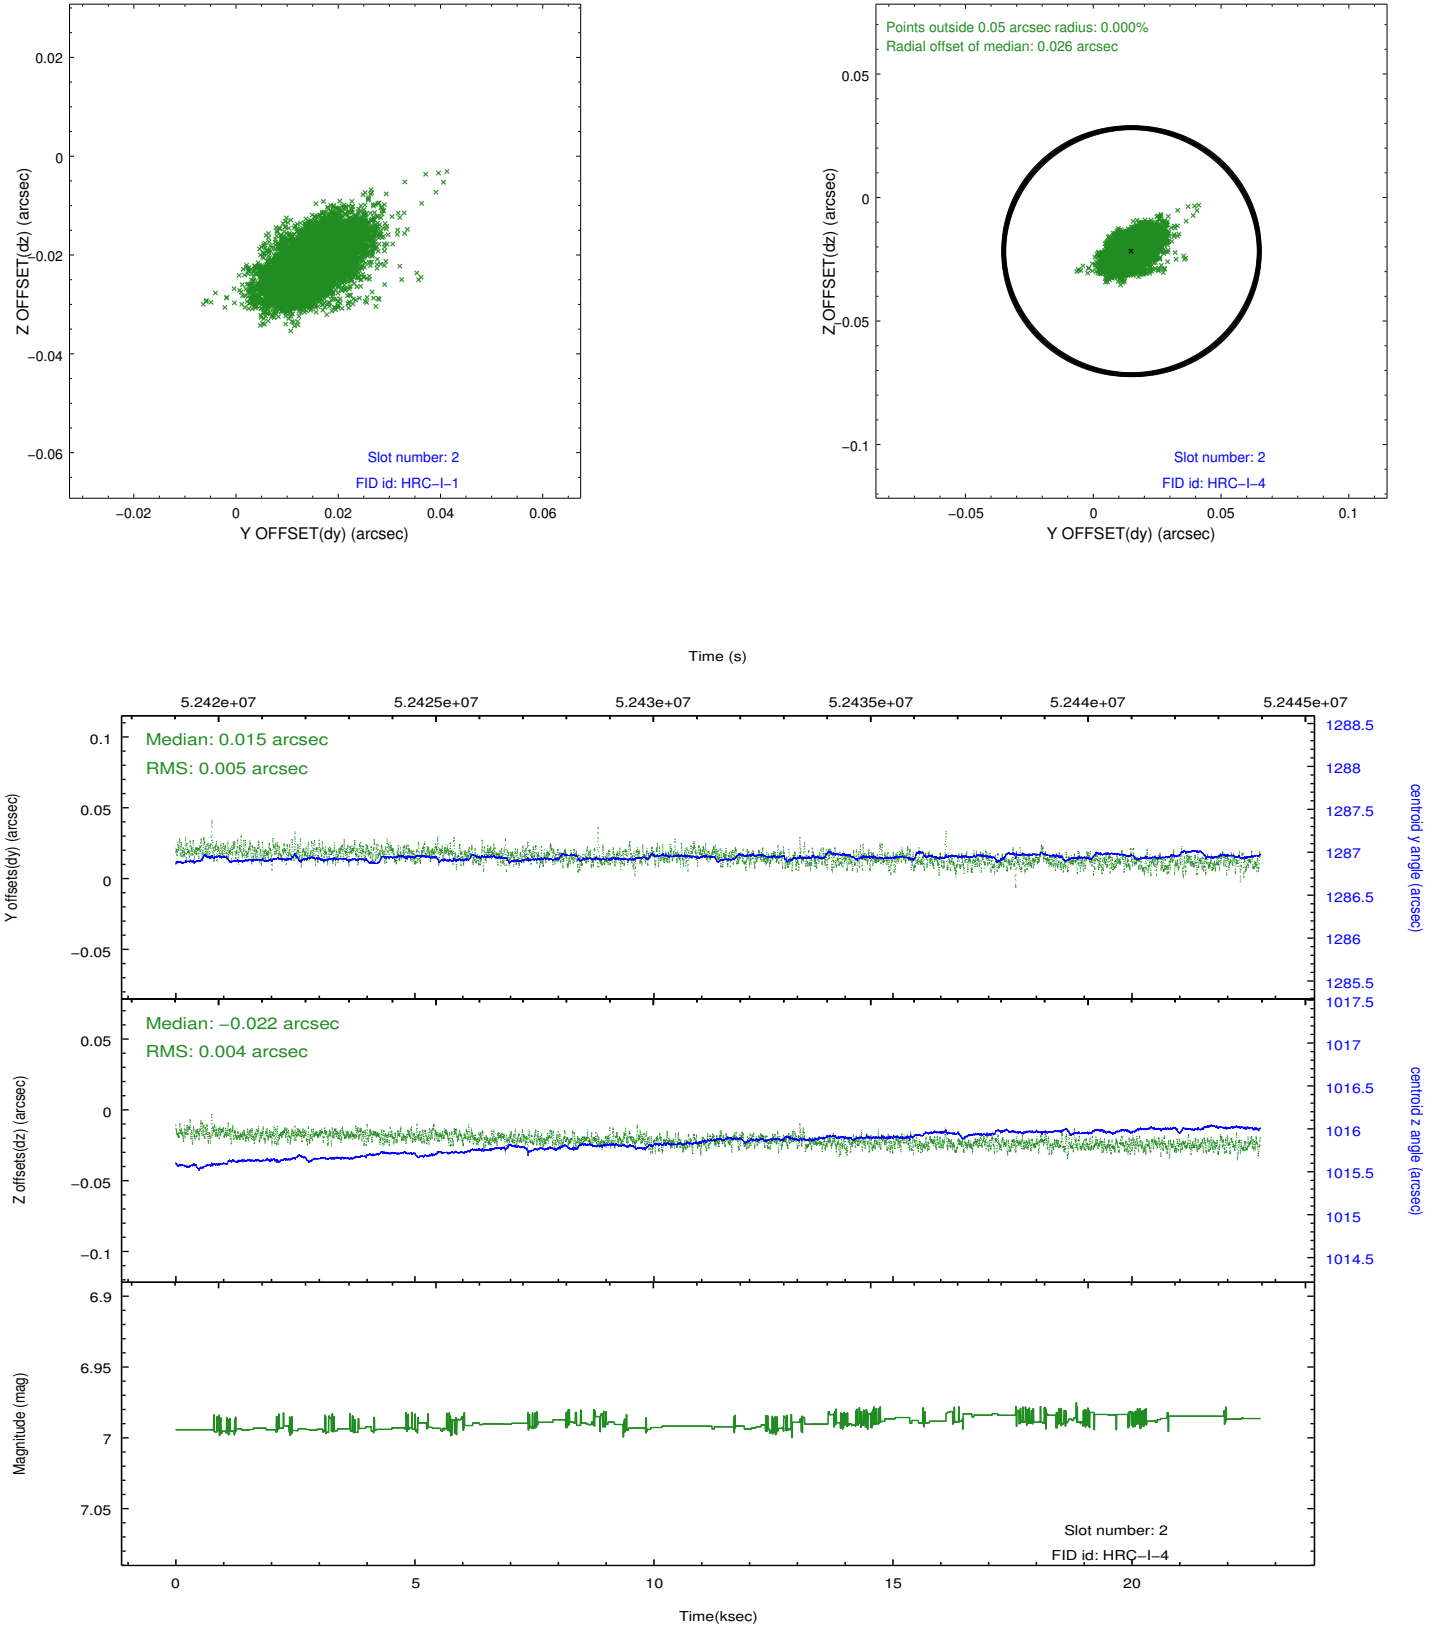 0.02
0
−0.02
−0.04
−0.06
Z OFFSET(dz) (arcsec)
Slot number: 2
FID id: HRC−I−1
−0.02
0
0.02
0.04
0.06
Y OFFSET(dy) (arcsec)
Points outside 0.05 arcsec radius: 0.000%
Radial offset of median: 0.026 arcsec
0.05
0
−0.05
−0.1
Z OFFSET(dz) (arcsec)
Slot number: 2
FID id: HRC−I−4
−0.05
0
0.05
0.1
Y OFFSET(dy) (arcsec)
Time (s)
5.242e+07
5.2425e+07
5.243e+07
5.2435e+07
5.244e+07
5.2445e+07
Median: 0.015 arcsec
RMS: 0.005 arcsec
0.1
0.05
0
−0.05
Y offsets(dy) (arcsec)
1288.5
1288
1287.5
1287
1286.5
1286
1285.5
centroid y angle (arcsec)
Median: −0.022 arcsec
RMS: 0.004 arcsec
0.05
0
−0.05
−0.1
Z offsets(dz) (arcsec)
1017.5
1017
1016.5
1016
1015.5
1015
1014.5
centroid z angle (arcsec)
6.9
6.95
7
7.05
Magnitude (mag)
Slot number: 2
FID id: HRC−I−4
0
5
10
15
20
Time(ksec)